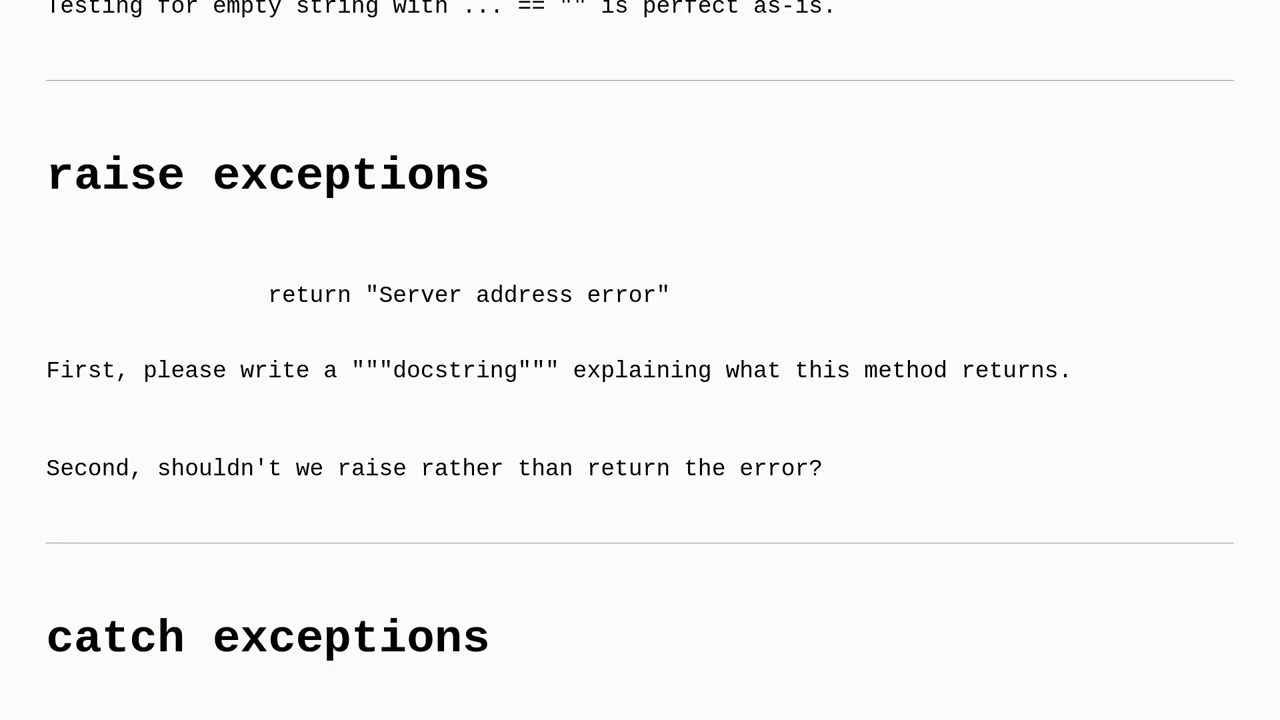 Testing for empty string with ... == "" is perfect as-is.
raise exceptions
return "Server address error"
First, please write a """docstring""" explaining what this method returns.
Second, shouldn't we raise rather than return the error?
catch exceptions